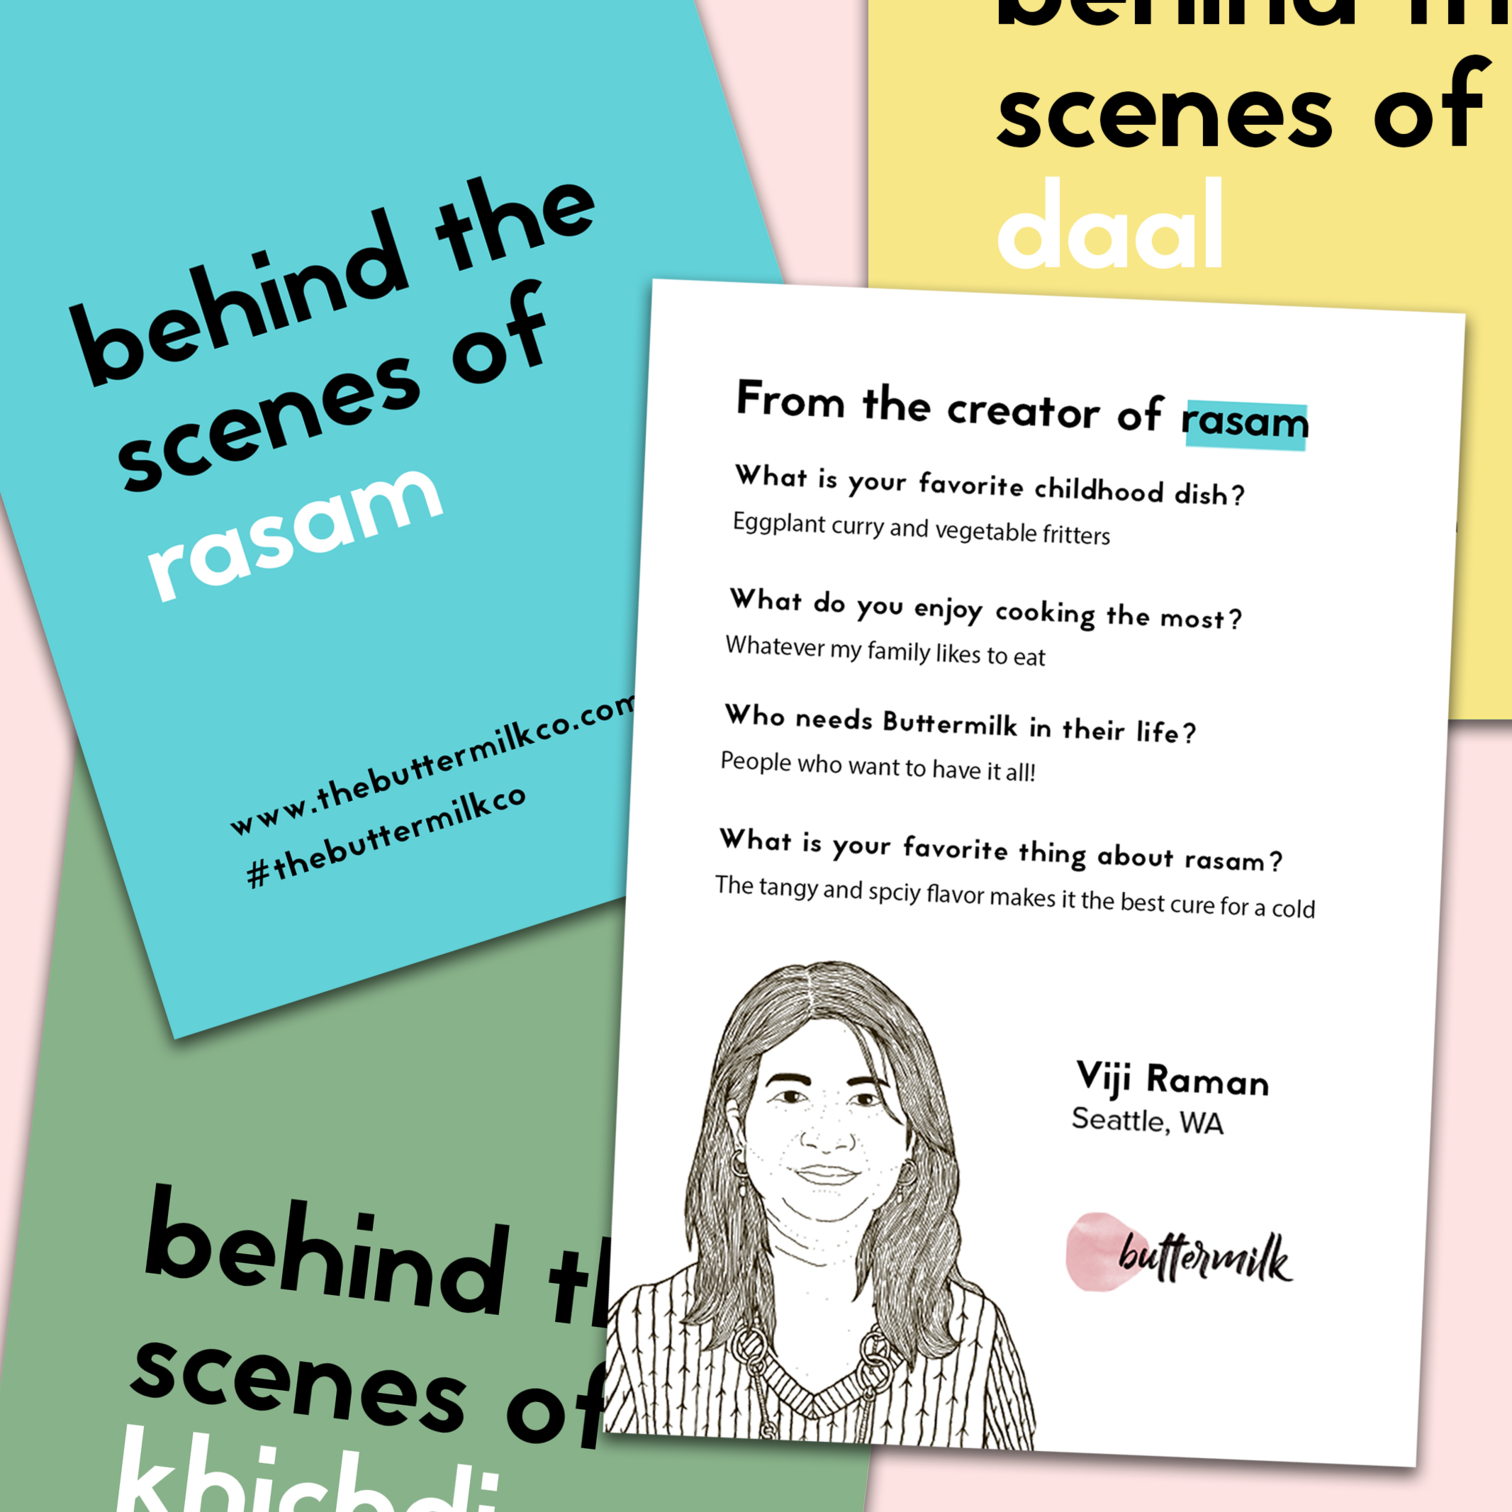 behind the
scenes of
rasam
www.thebuttermilkco.com
#thebuttermilkco
scenes of
daal
From the creator of rasam
What is your favorite childhood dish?
Eggplant curry and vegetable fritters
What do you enjoy cooking the most?
Whatever my family likes to eat
Who needs Buttermilk in their life?
People who want to have it all!
What is your favorite thing about rasam?
The tangy and spciy flavor makes it the best cure for a cold
Viji Raman
Seattle, WA
buttermilk
behind th
scenes of
khichdi